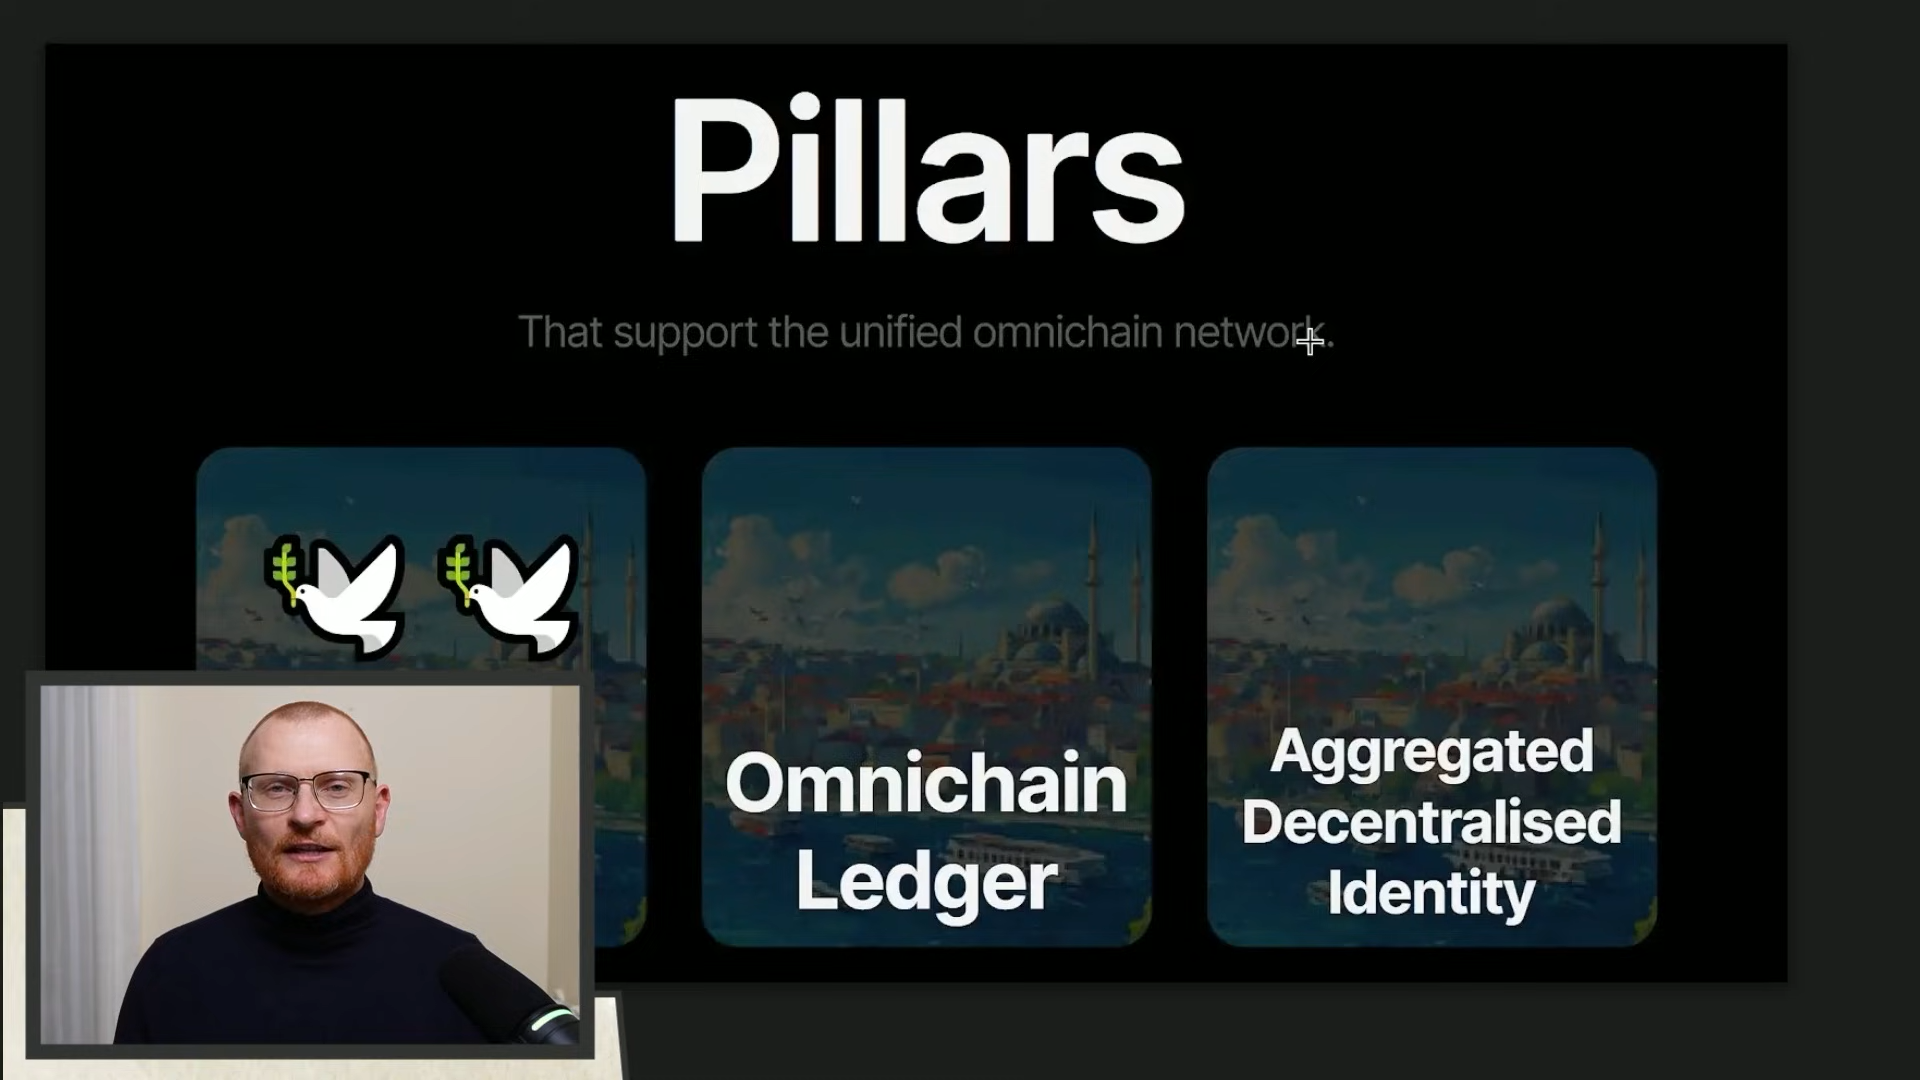 Pillars
That support the unified omnichain network.
Omnichain
Ledger
Aggregated
Decentralised
Identity